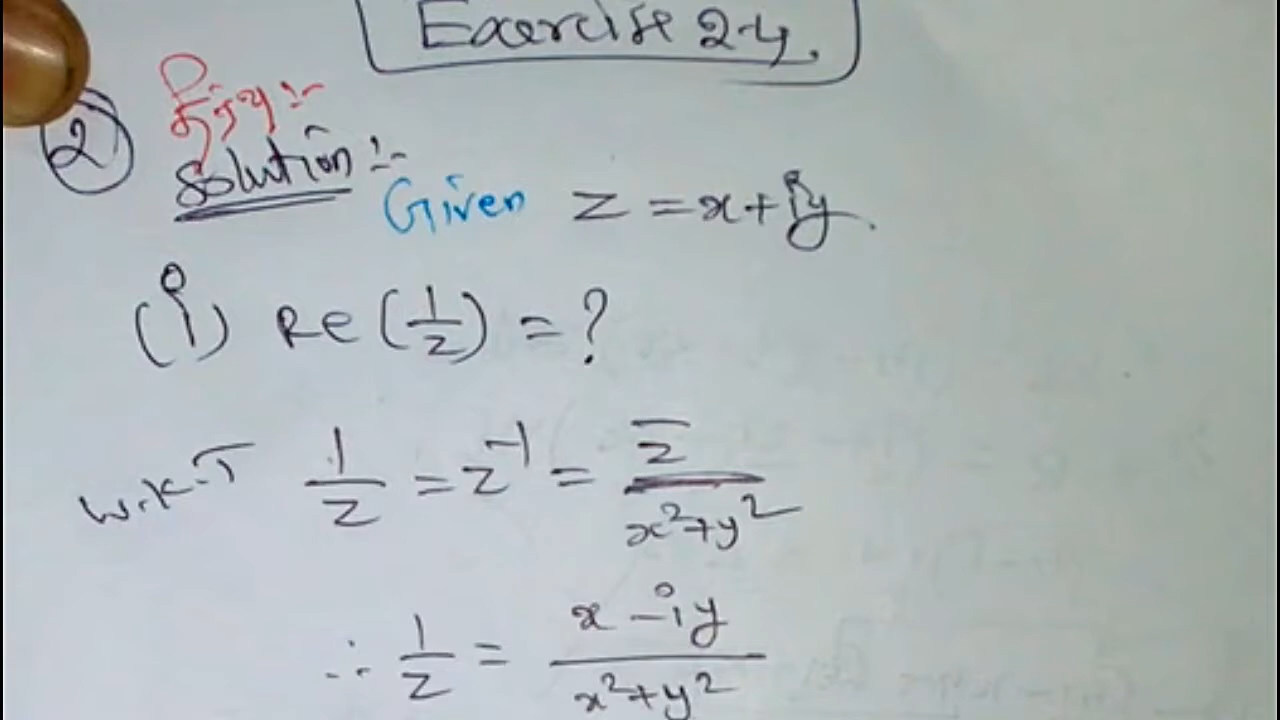 Exercise 2.4.
②
Solution :-
Given z = x + iy.
(i) Re(1/z) = ?
W.K.T 1/z = z⁻¹ = z̅/x²+y²
∴ 1/z = x - iy/x²+y²